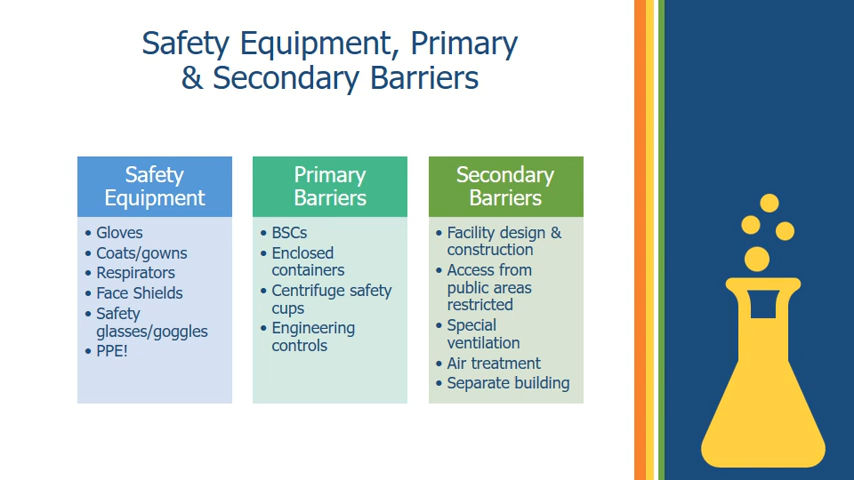 Safety Equipment, Primary
& Secondary Barriers
Safety
Equipment
• Gloves
• Coats/gowns
• Respirators
• Face Shields
• Safety
glasses/goggles
• PPE!
Primary
Barriers
• BSCs
• Enclosed
containers
• Centrifuge safety
cups
• Engineering
controls
Secondary
Barriers
• Facility design &
construction
• Access from
public areas
restricted
• Special
ventilation
• Air treatment
• Separate building